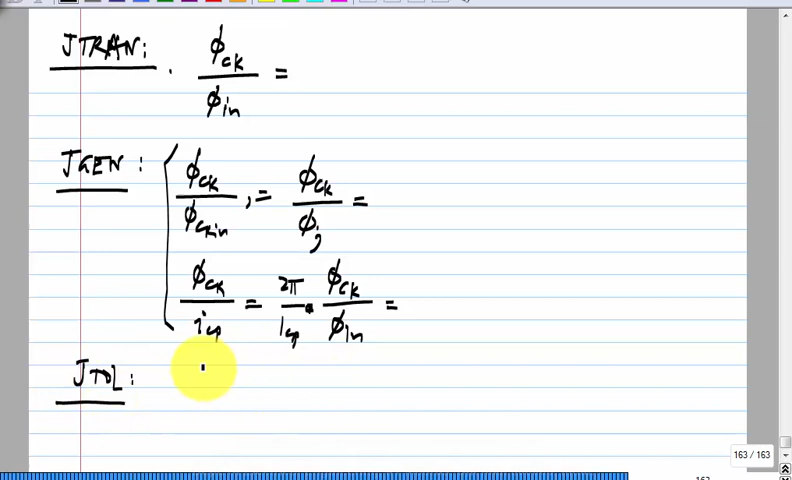 JTRAN: . ϕck/ϕin =
JGEN: { ϕck/ϕckin, = ϕck/ϕj =
ϕck/icp = 2π/Icp · ϕck/ϕin =
JTOL:
163 / 163